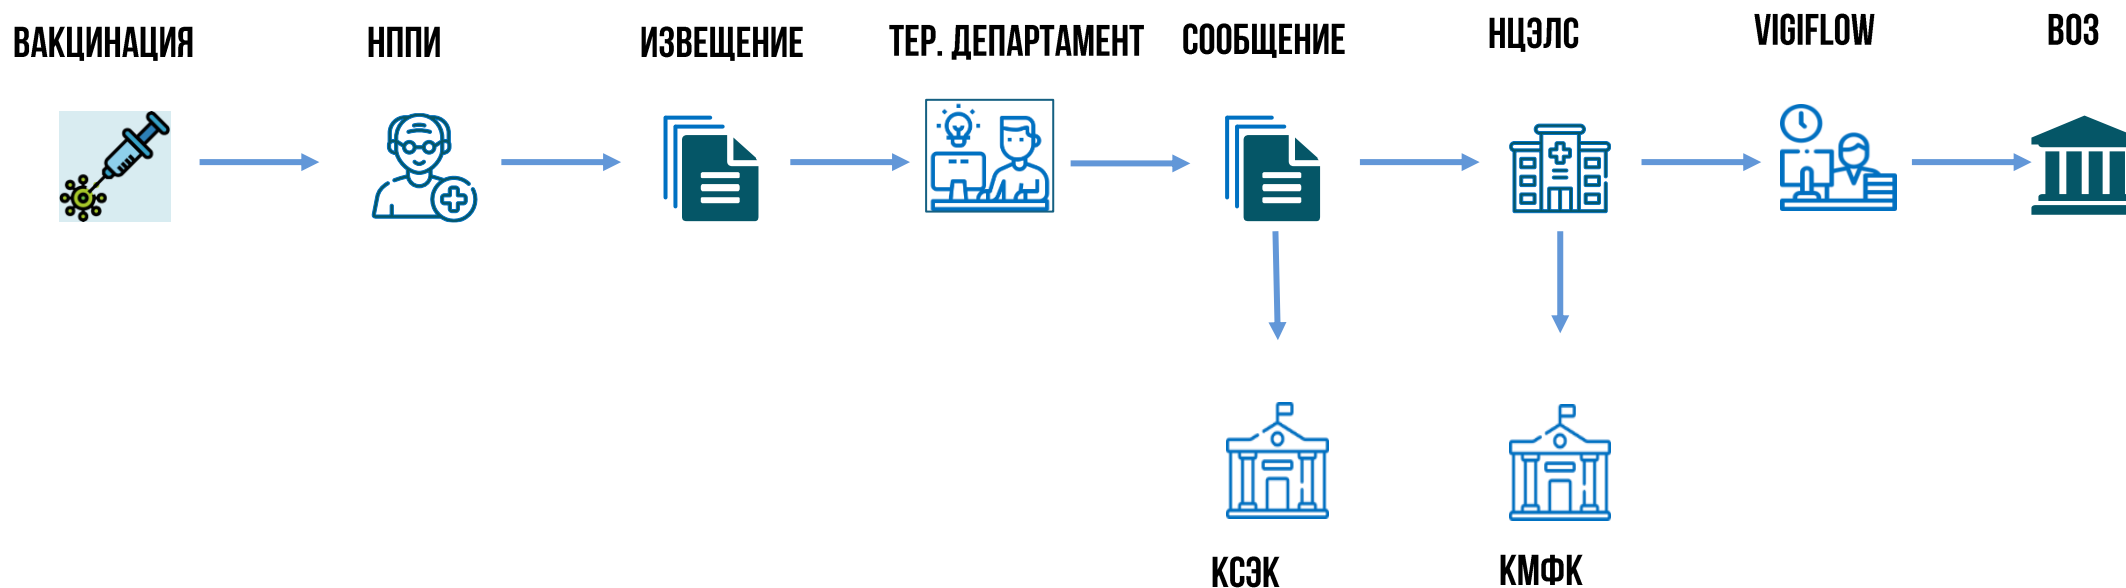 ВАКЦИНАЦИЯ
НППИ
ИЗВЕЩЕНИЕ
ТЕР. ДЕПАРТАМЕНТ
СООБЩЕНИЕ
НЦЭЛС
VIGIFLOW
ВОЗ
КСЭК
КМФК